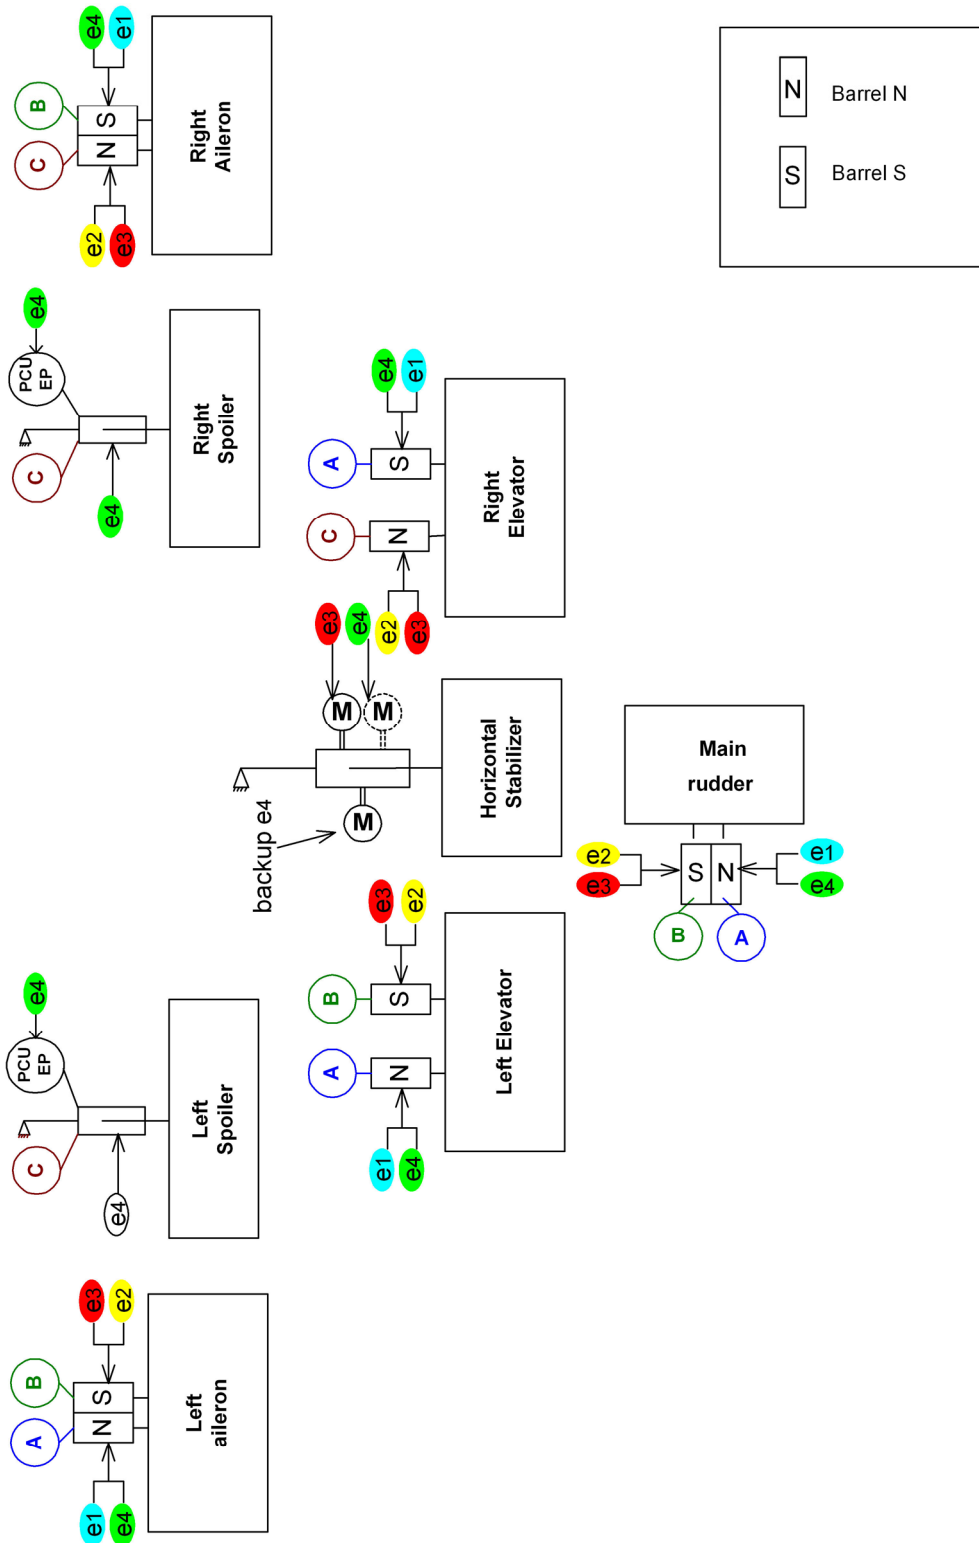 A
B
e1
e4
N
S
e3
e2
Left
aileron
C
PCU
EP
e4
e4
Left
Spoiler
C
PCU
EP
e4
e4
Right
Spoiler
C
B
e2
e3
N
S
e4
e1
Right
Aileron
A
B
e1
e4
N
S
e3
e2
Left Elevator
backup e4
M
M
M
e3
e4
Horizontal
Stabilizer
C
A
e2
e3
N
S
e4
e1
Right
Elevator
Main
rudder
e2
e3
S
N
e1
e4
B
A
N
Barrel N
S
Barrel S